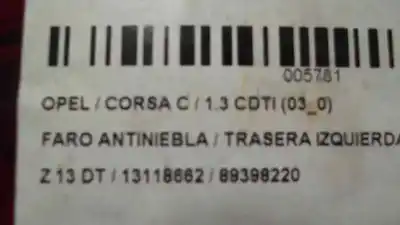 005781
OPEL / CORSA C / 1.3 CDTI (03_0)
FARO ANTINIEBLA / TRASERA IZQUIERDA
Z 13 DT / 13118662 / 89398220